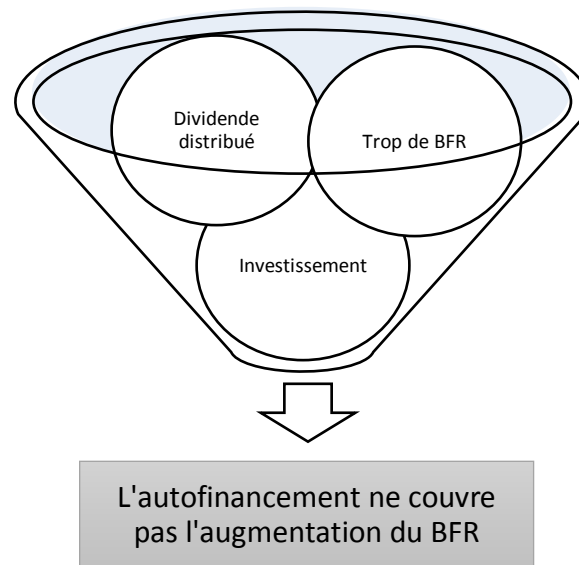 Dividende
distribué
Trop de BFR
Investissement
L'autofinancement ne couvre
pas l'augmentation du BFR